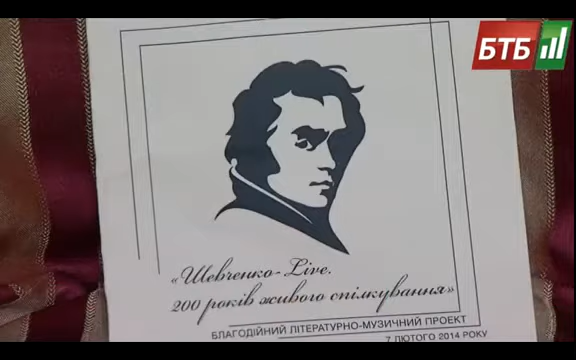 БТБ
«Шевченко-Live.
200 років живого спілкування»
БЛАГОДІЙНИЙ ЛІТЕРАТУРНО-МУЗИЧНИЙ ПРОЕКТ
7 ЛЮТОГО 2014 РОКУ